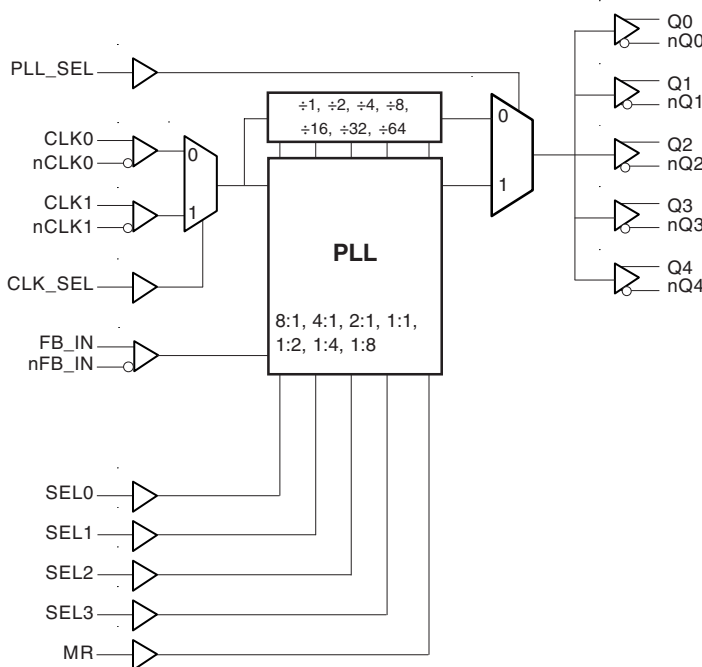 PLL_SEL
CLK0
nCLK0
CLK1
nCLK1
CLK_SEL
FB_IN
nFB_IN
SEL0
SEL1
SEL2
SEL3
MR
0
1
÷1, ÷2, ÷4, ÷8,
÷16, ÷32, ÷64
PLL
8:1, 4:1, 2:1, 1:1,
1:2, 1:4, 1:8
0
1
Q0
nQ0
Q1
nQ1
Q2
nQ2
Q3
nQ3
Q4
nQ4